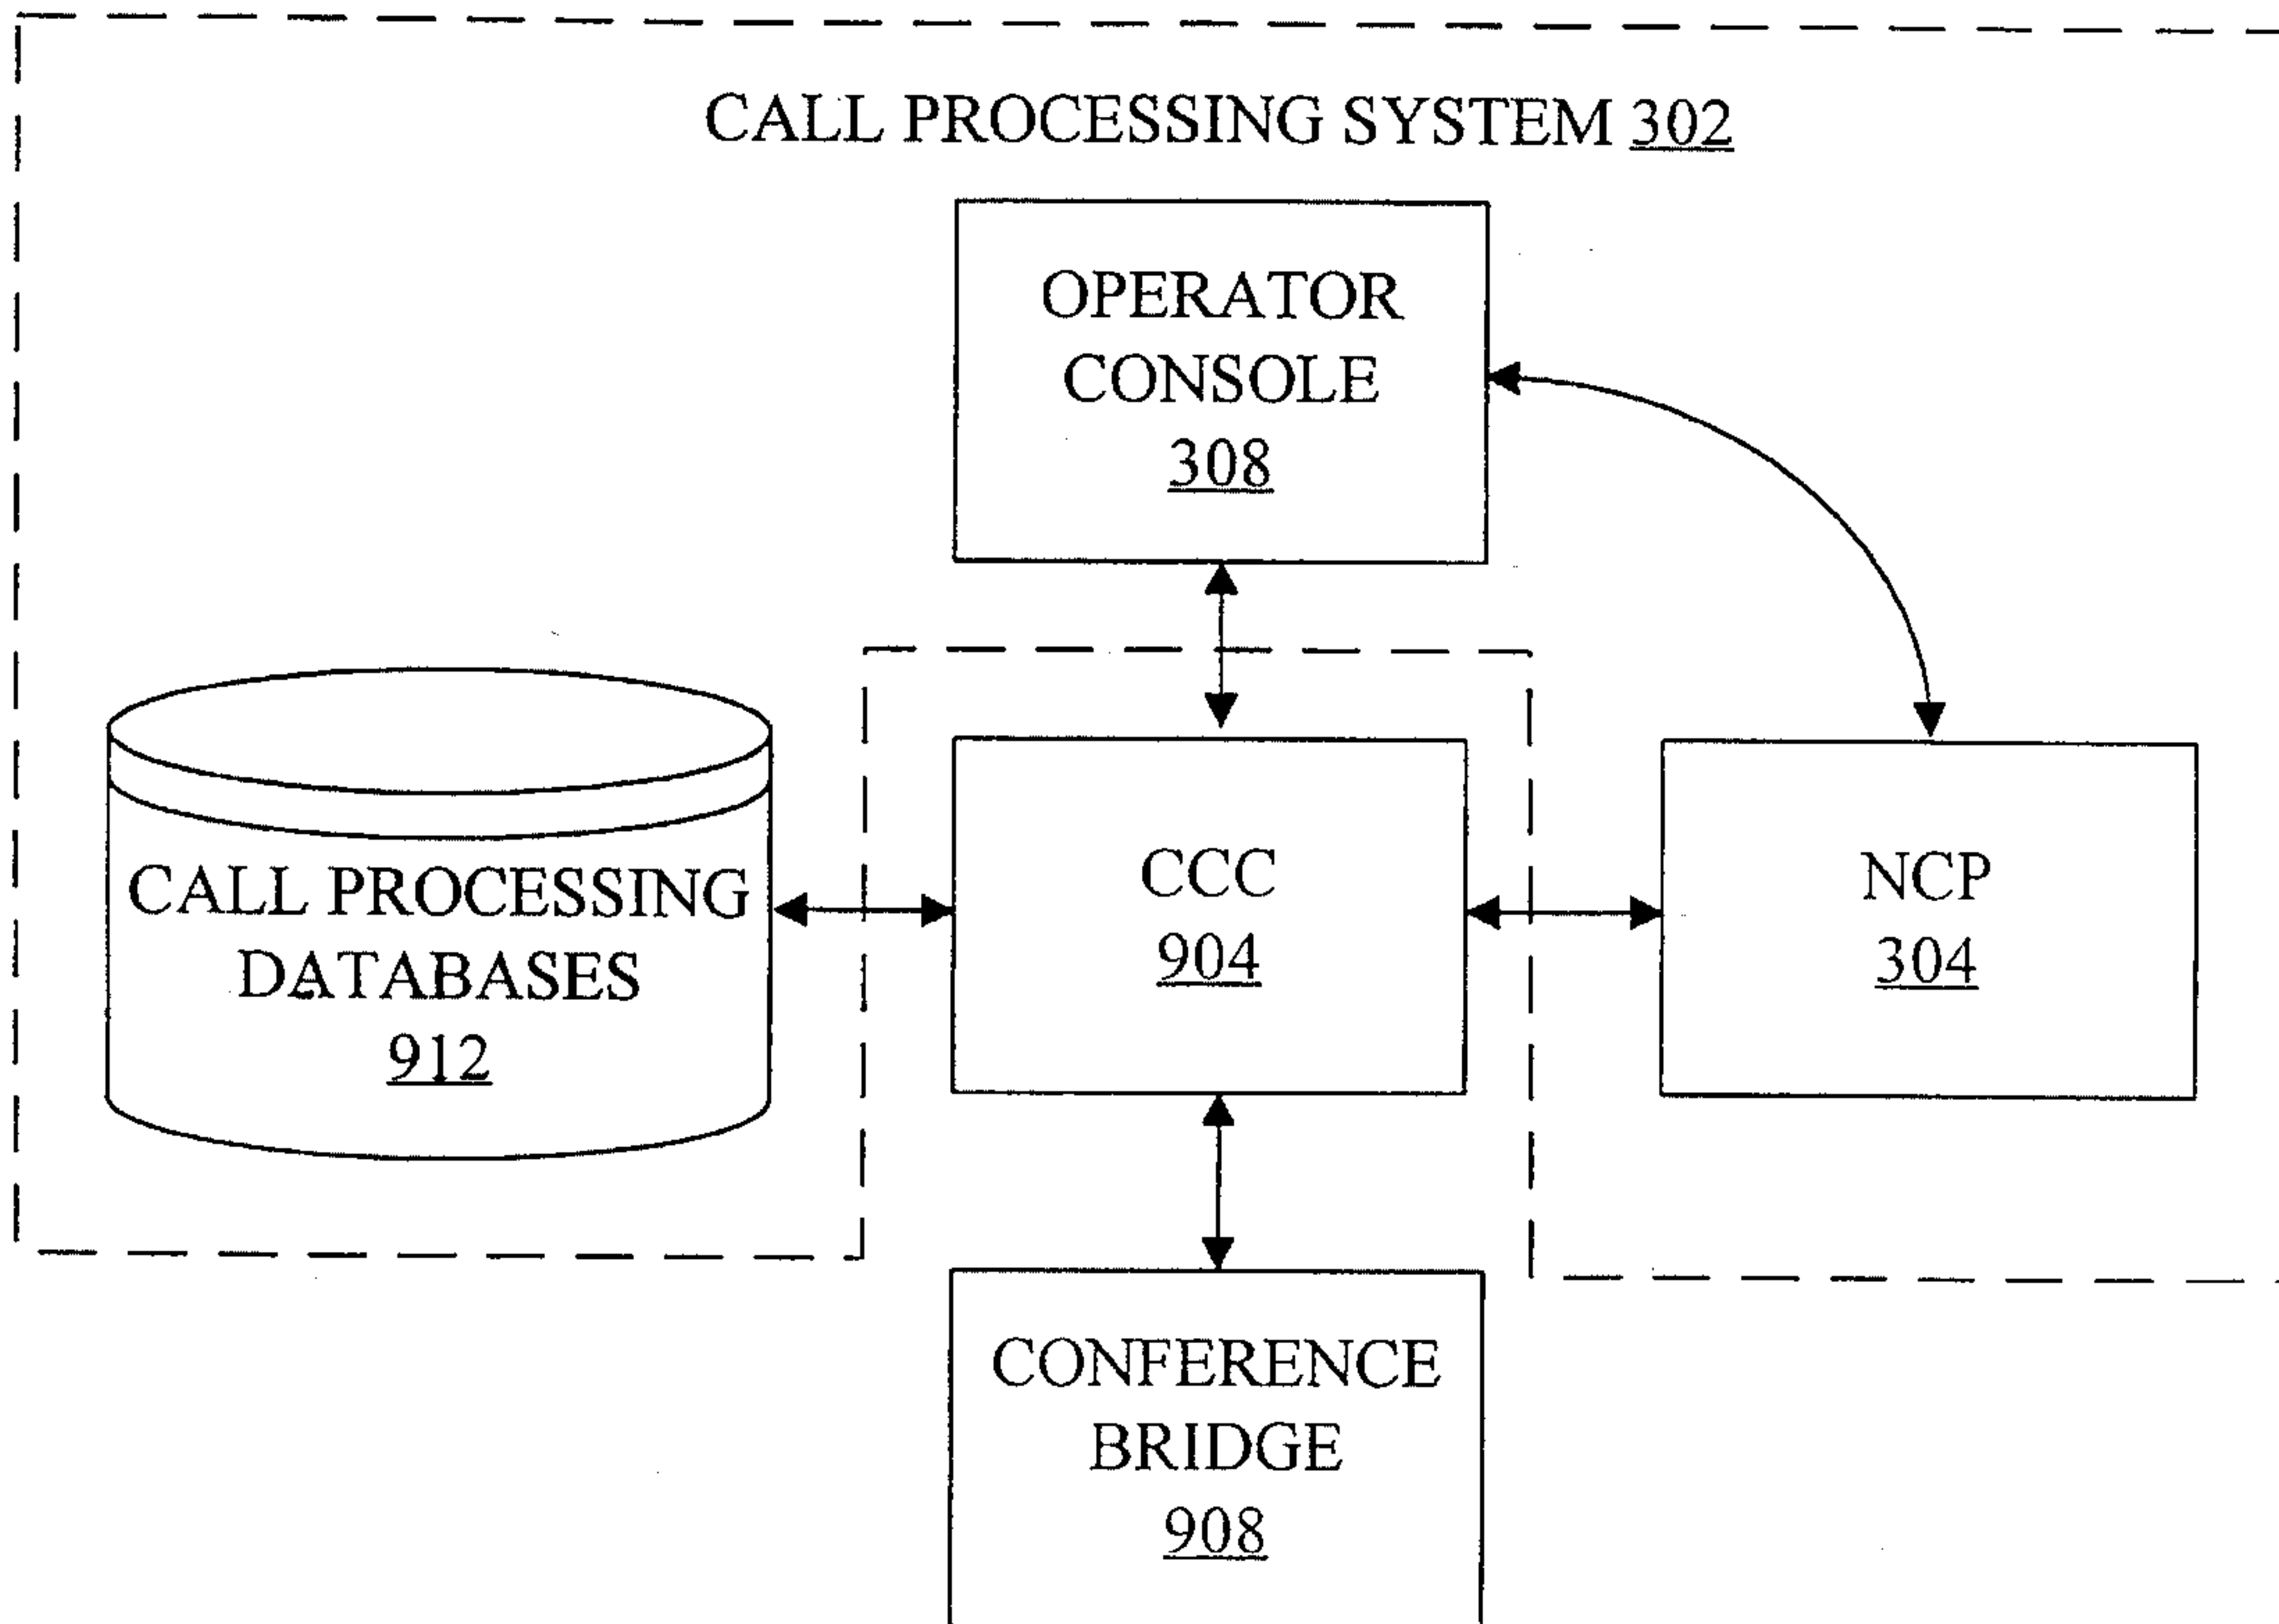 CALL PROCESSING SYSTEM 302
OPERATOR
CONSOLE
308
CALL PROCESSING
DATABASES
912
CCC
904
NCP
304
CONFERENCE
BRIDGE
908